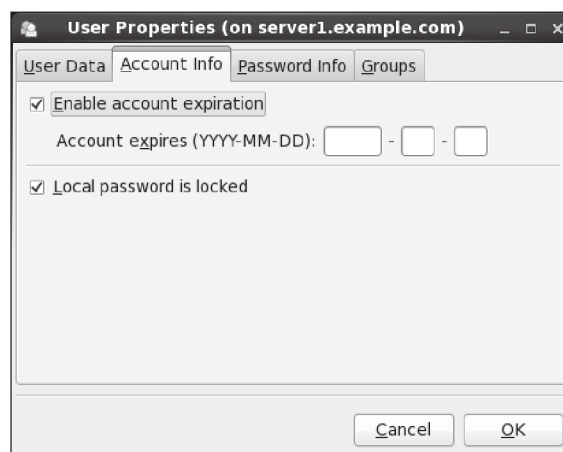 User Properties (on server1.example.com)
User Data Account Info Password Info Groups
Enable account expiration
Account expires (YYYY-MM-DD): - -
Local password is locked
Cancel OK